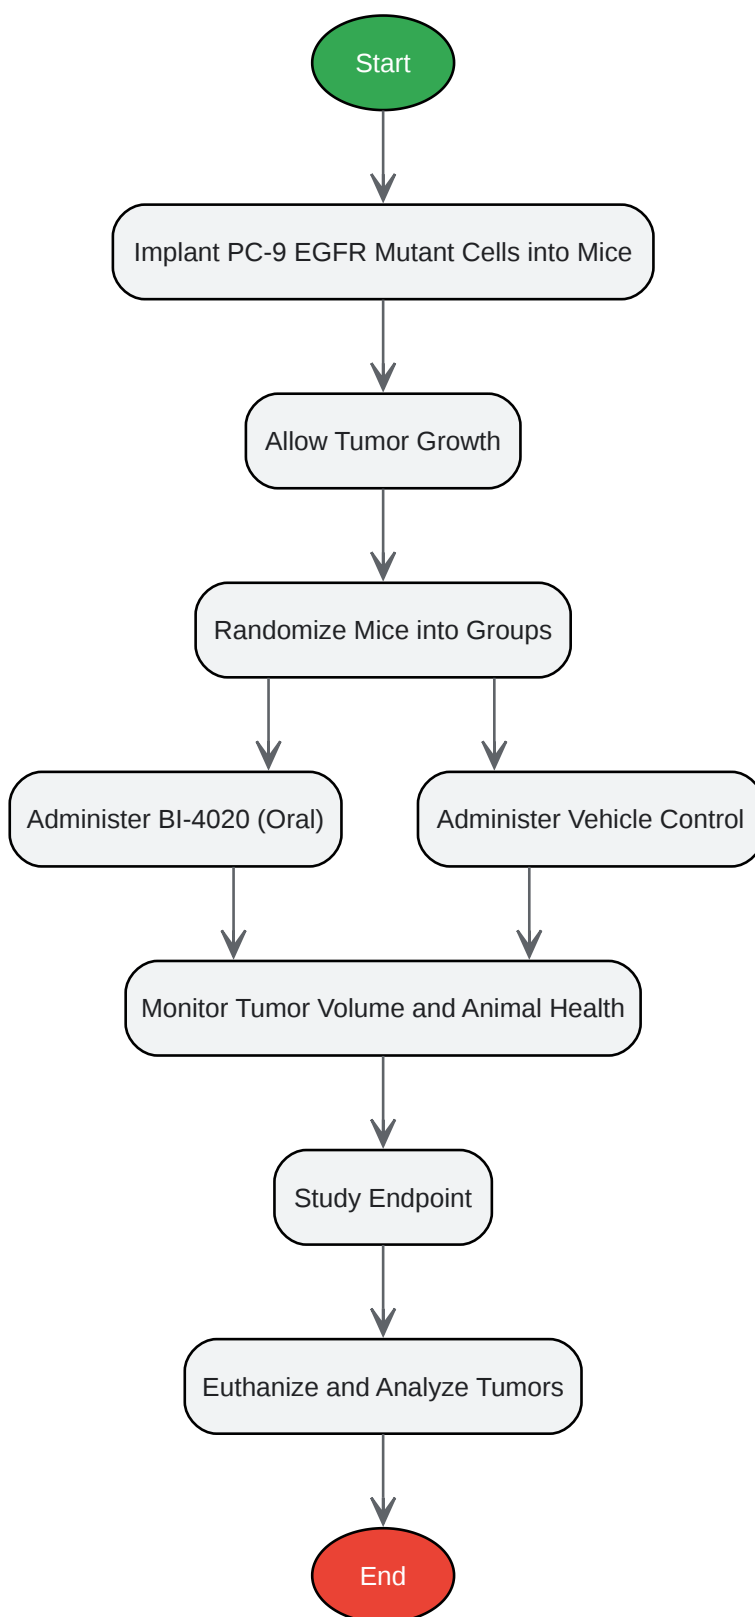 Start
Implant PC-9 EGFR Mutant Cells into Mice
Allow Tumor Growth
Randomize Mice into Groups
Administer BI-4020 (Oral)
Administer Vehicle Control
Monitor Tumor Volume and Animal Health
Study Endpoint
Euthanize and Analyze Tumors
End